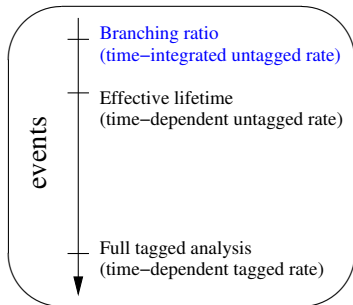 Branching ratio
(time−integrated untagged rate)
Effective lifetime
(time−dependent untagged rate)
events
Full tagged analysis
(time−dependent tagged rate)